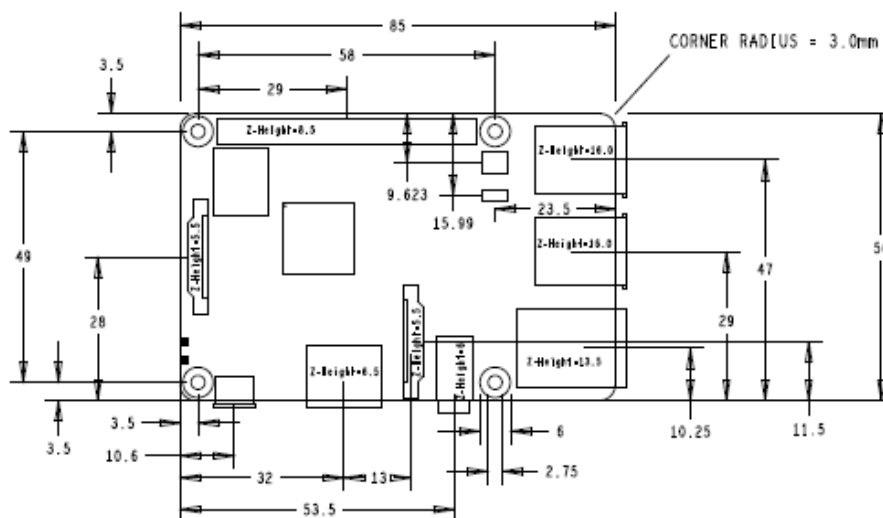 85
CORNER RADIUS = 3.0mm
58
3.5
29
Z-Height=8.5
Z-Height=16.0
9.623
15.99
23.5
Z-Height=5.5
Z-Height=16.0
49
47
28
29
Z-Height=5.5
Z-Height=6
Z-Height=13.5
Z-Height=6.5
3.5
3.5
6
10.25
11.5
10.6
32
13
2.75
53.5